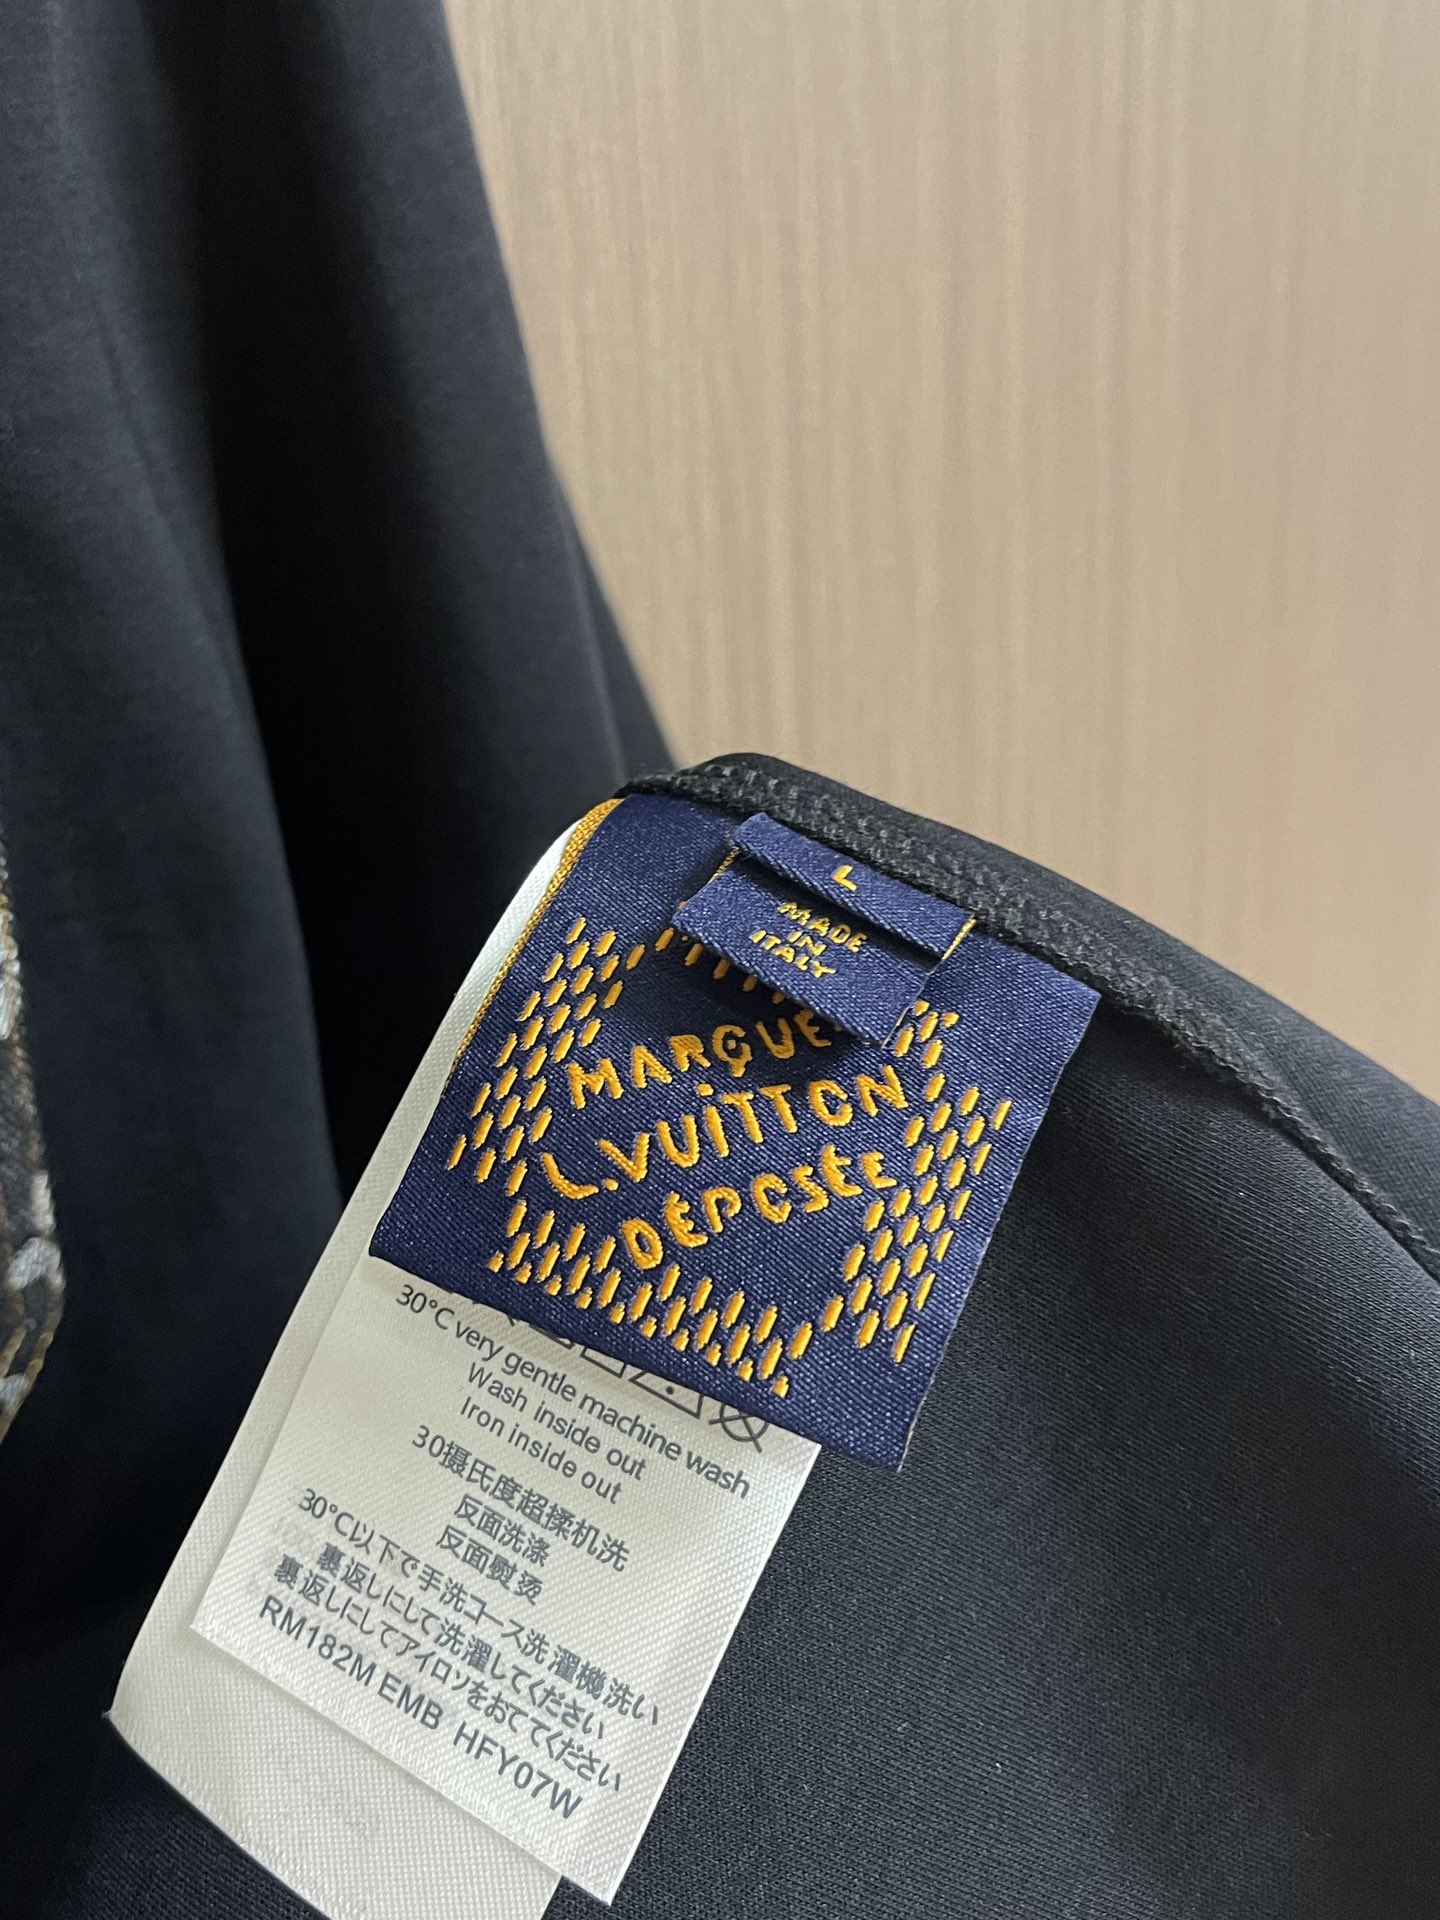 L
MADE
IN
ITALY
MARQUE
L.VUITTON
DÉPOSÉE
30°C very gentle machine wash
Wash inside out
Iron inside out
30摄氏度超揉机洗
反面洗涤
反面熨烫
30°C以下で手洗コース洗濯機洗い
裏返しにして洗濯してください
裏返しにしてアイロンをおててください
RM182M EMB HFY07W